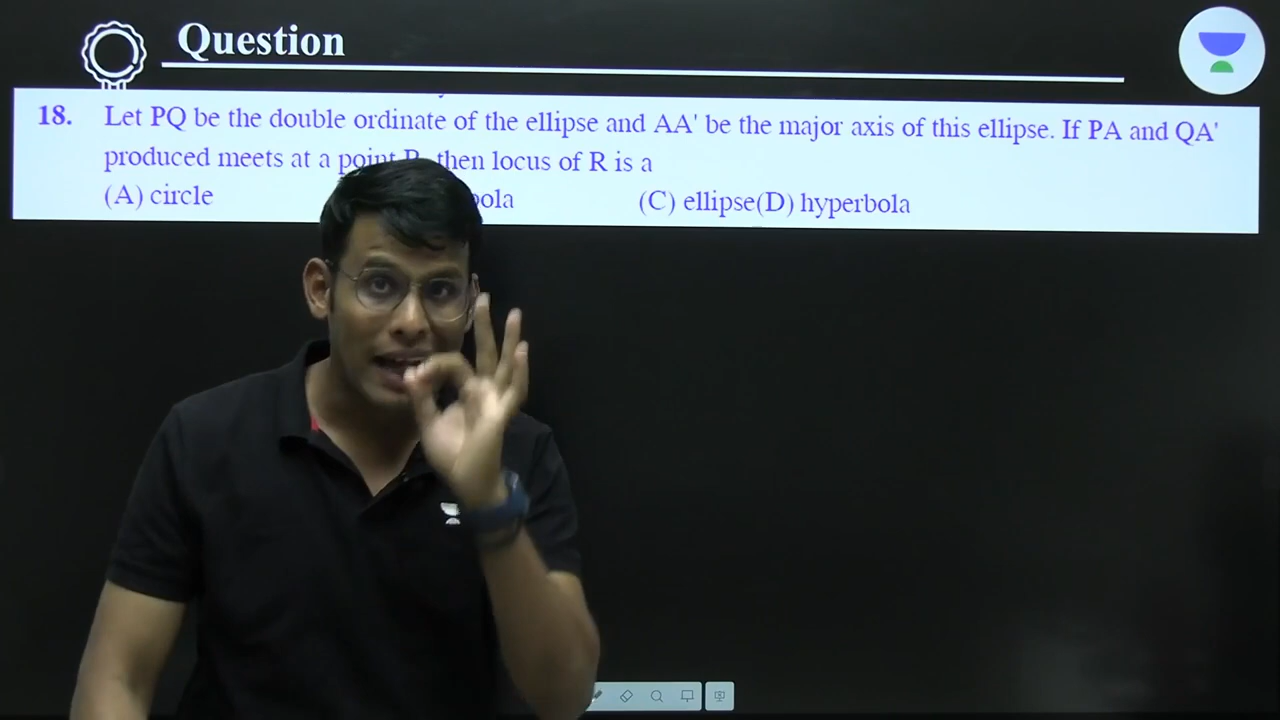 Question
18. Let PQ be the double ordinate of the ellipse and AA' be the major axis of this ellipse. If PA and QA'
produced meets at a point then locus of R is a
(A) circle (C) ellipse(D) hyperbola